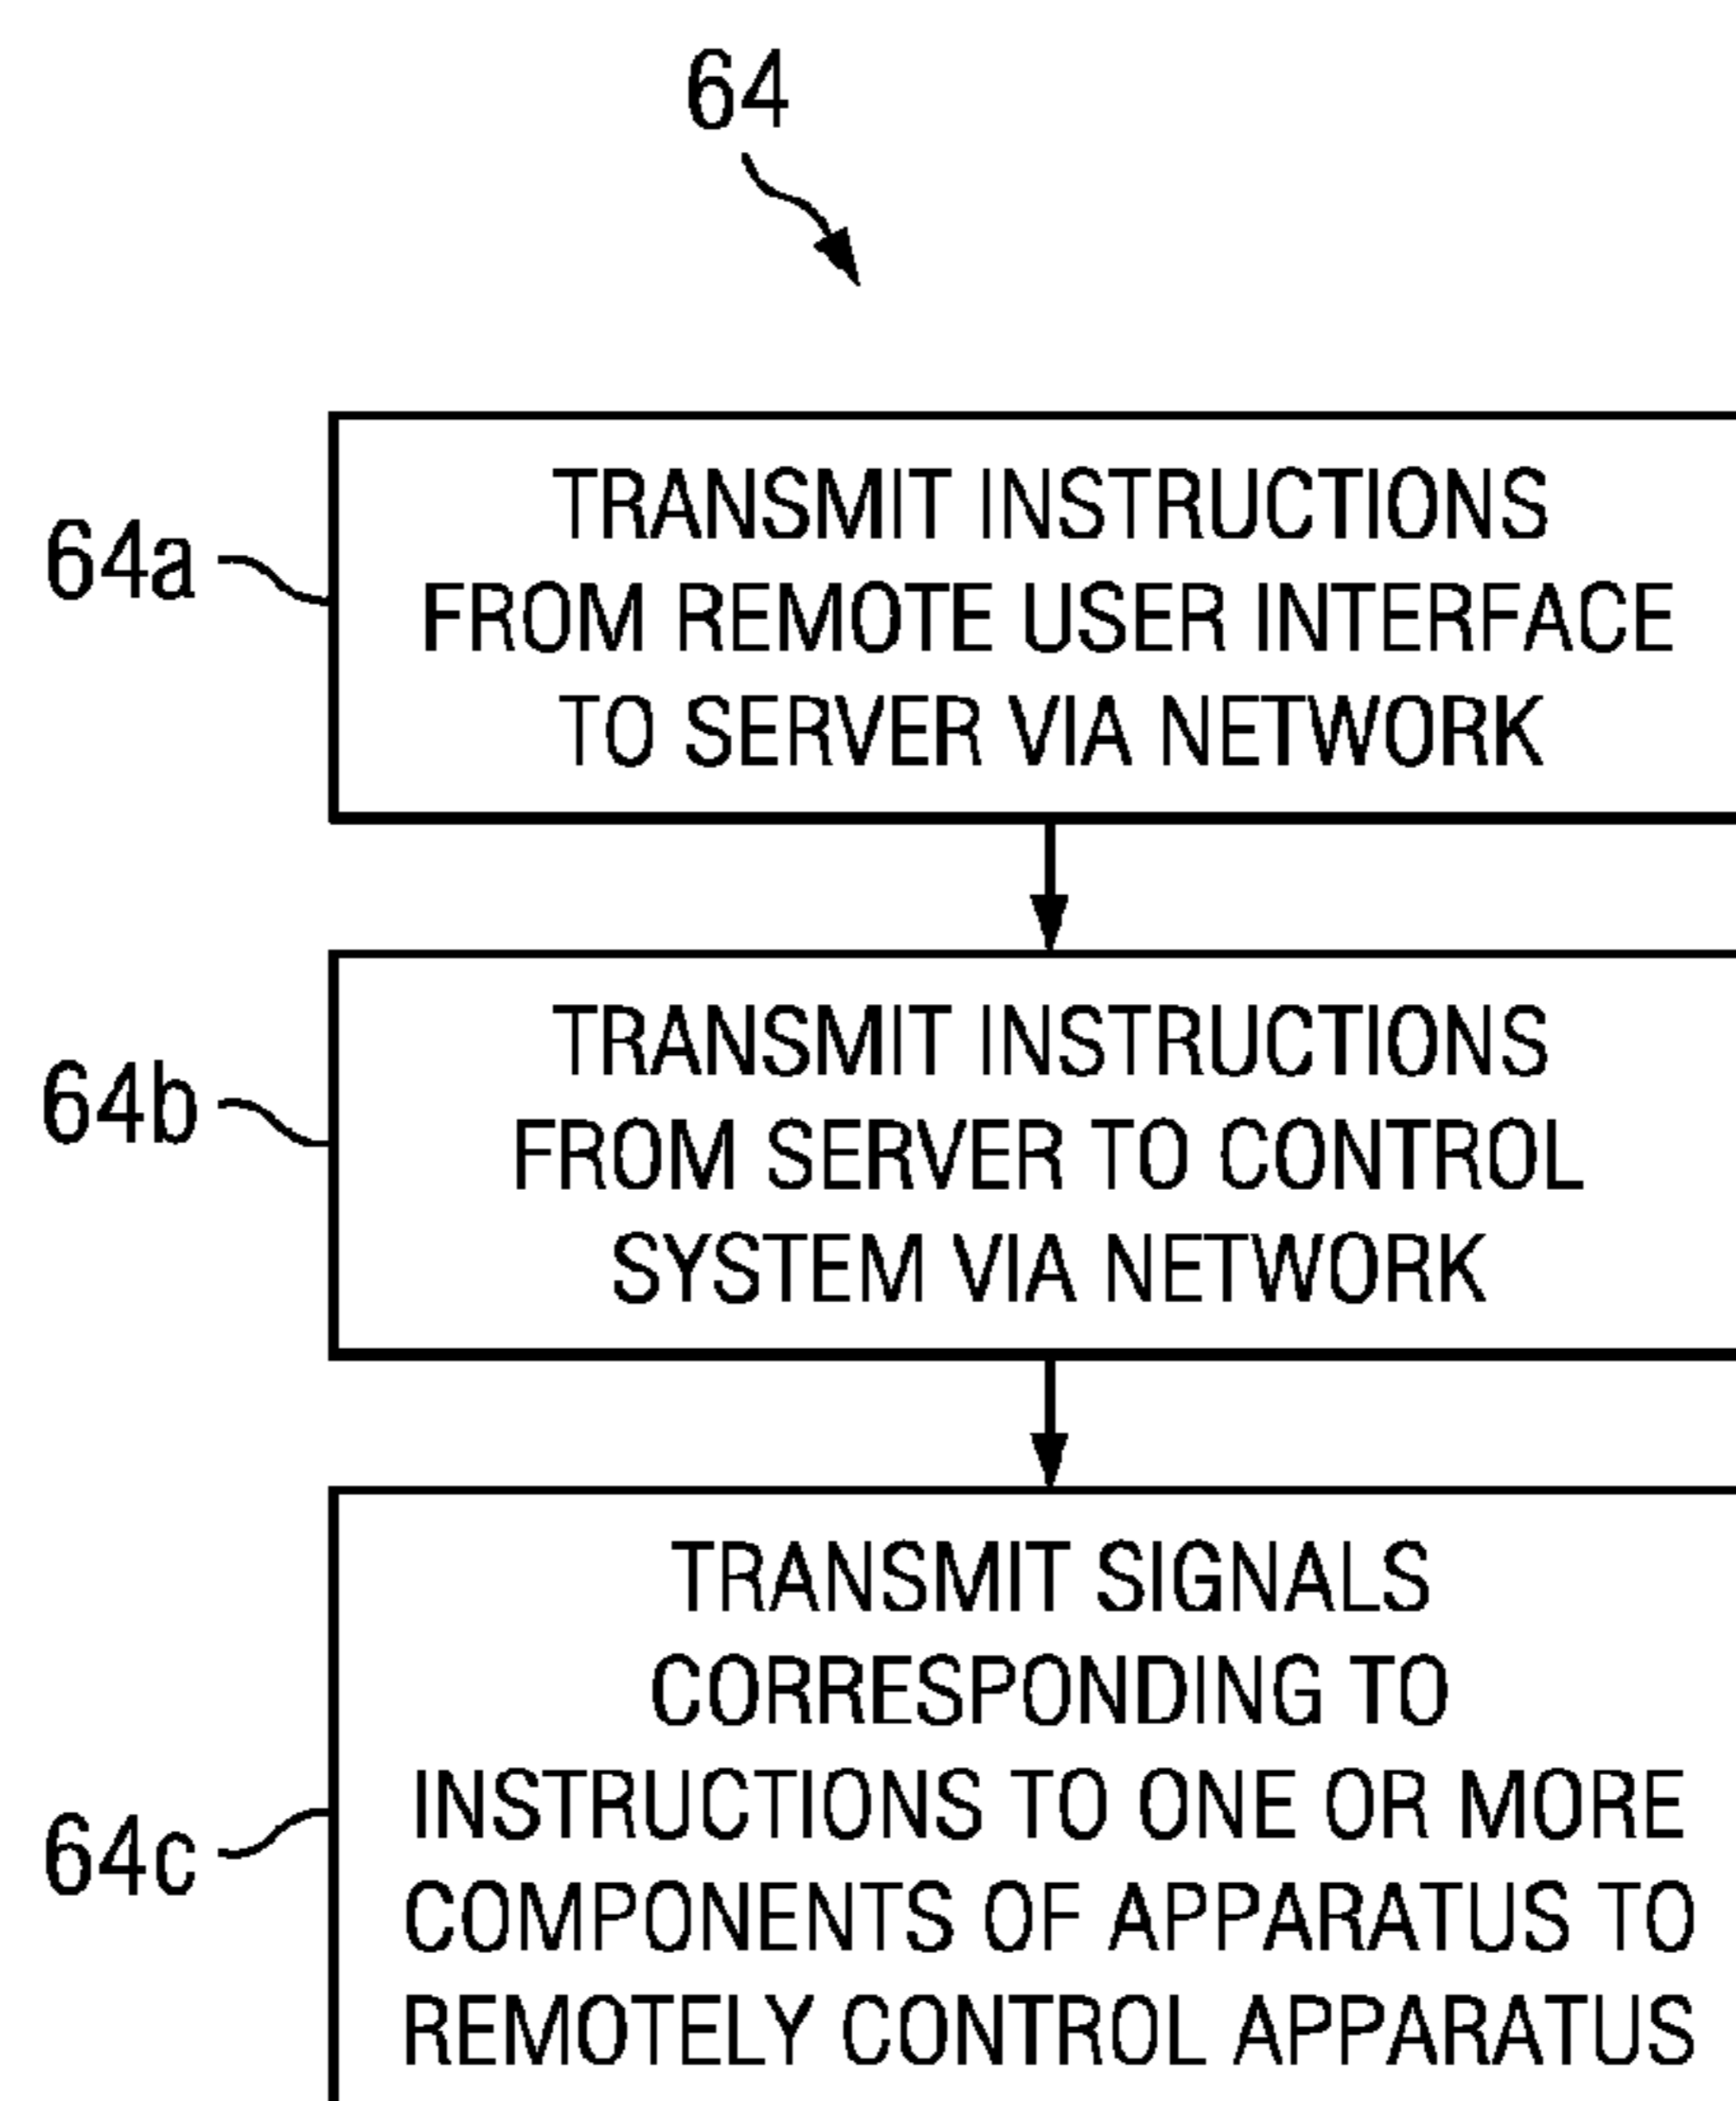 64
64a
TRANSMIT INSTRUCTIONS
FROM REMOTE USER INTERFACE
TO SERVER VIA NETWORK
64b
TRANSMIT INSTRUCTIONS
FROM SERVER TO CONTROL
SYSTEM VIA NETWORK
64c
TRANSMIT SIGNALS
CORRESPONDING TO
INSTRUCTIONS TO ONE OR MORE
COMPONENTS OF APPARATUS TO
REMOTELY CONTROL APPARATUS